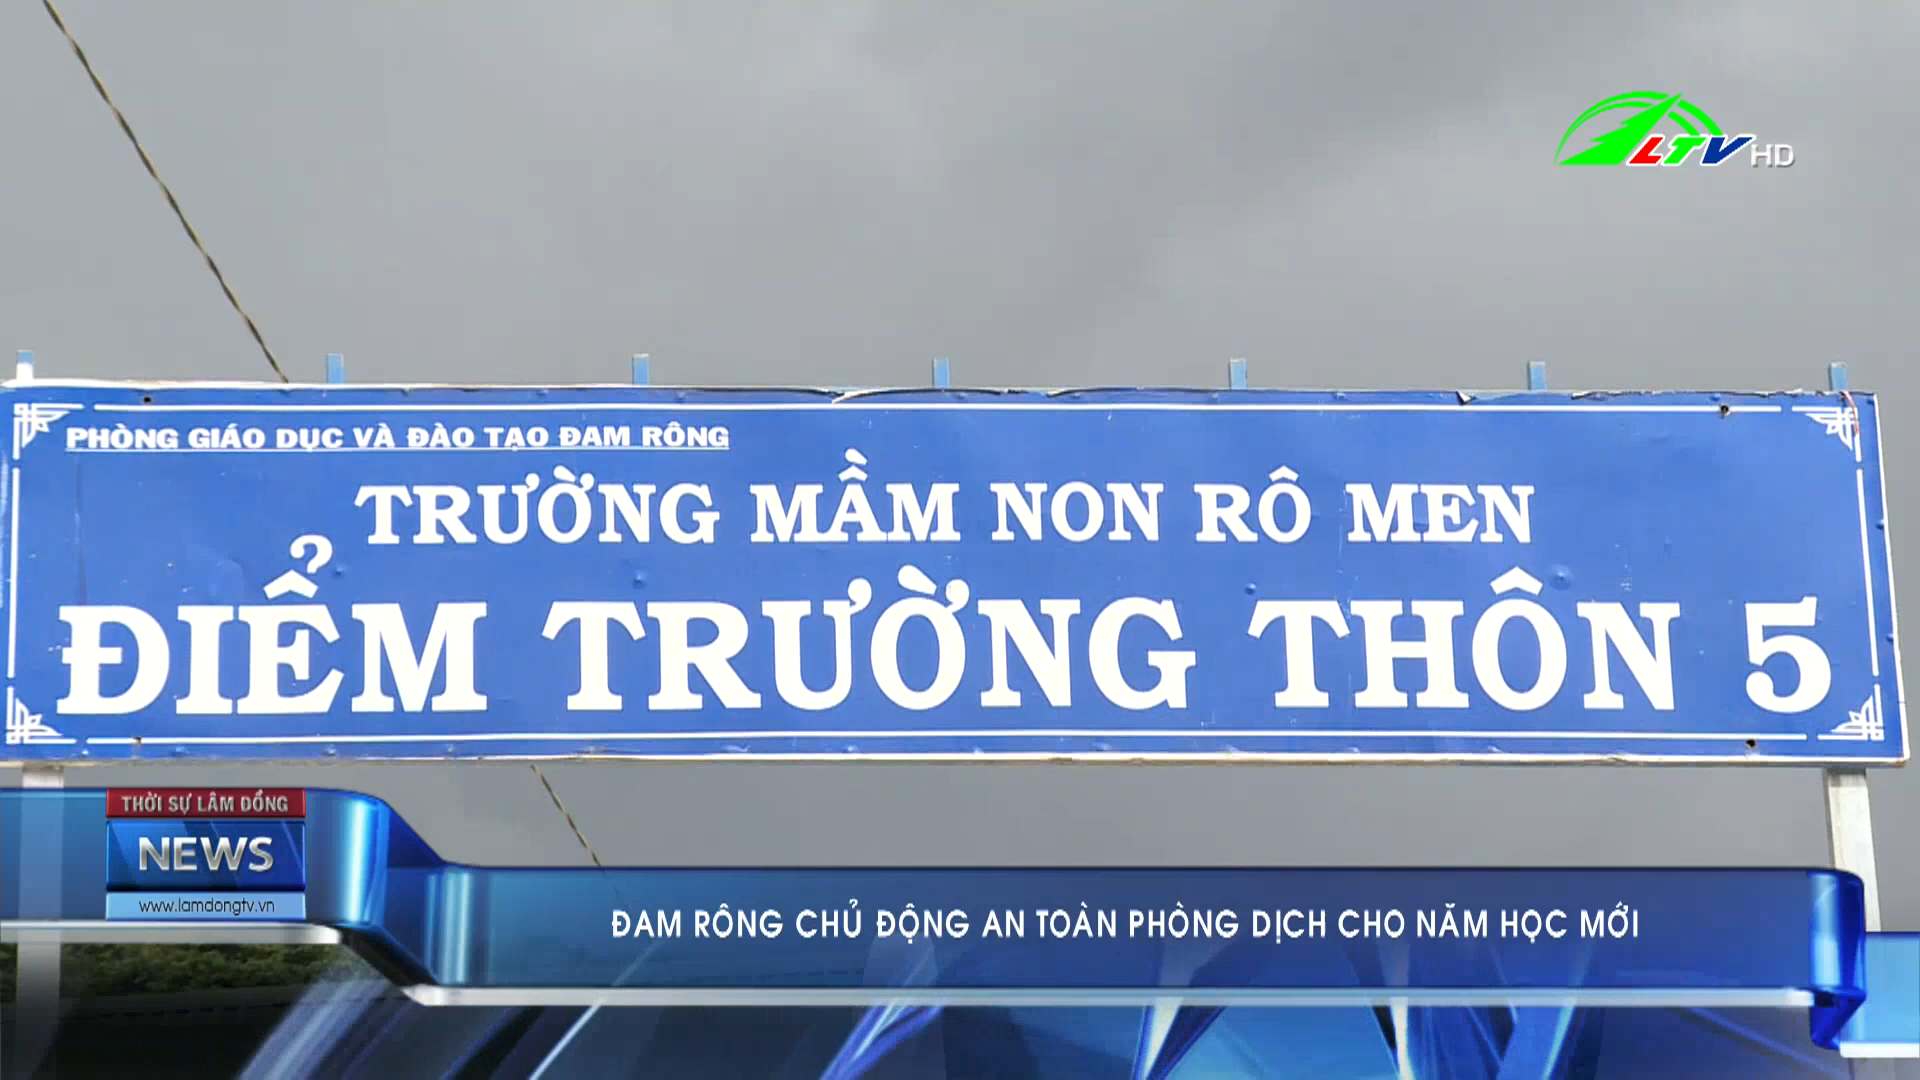 LTV HD
PHÒNG GIÁO DỤC VÀ ĐÀO TẠO ĐAM RÔNG
TRƯỜNG MẦM NON RÔ MEN
ĐIỂM TRƯỜNG THÔN 5
THỜI SỰ LÂM ĐỒNG
NEWS
www.lamdongtv.vn
ĐAM RÔNG CHỦ ĐỘNG AN TOÀN PHÒNG DỊCH CHO NĂM HỌC MỚI